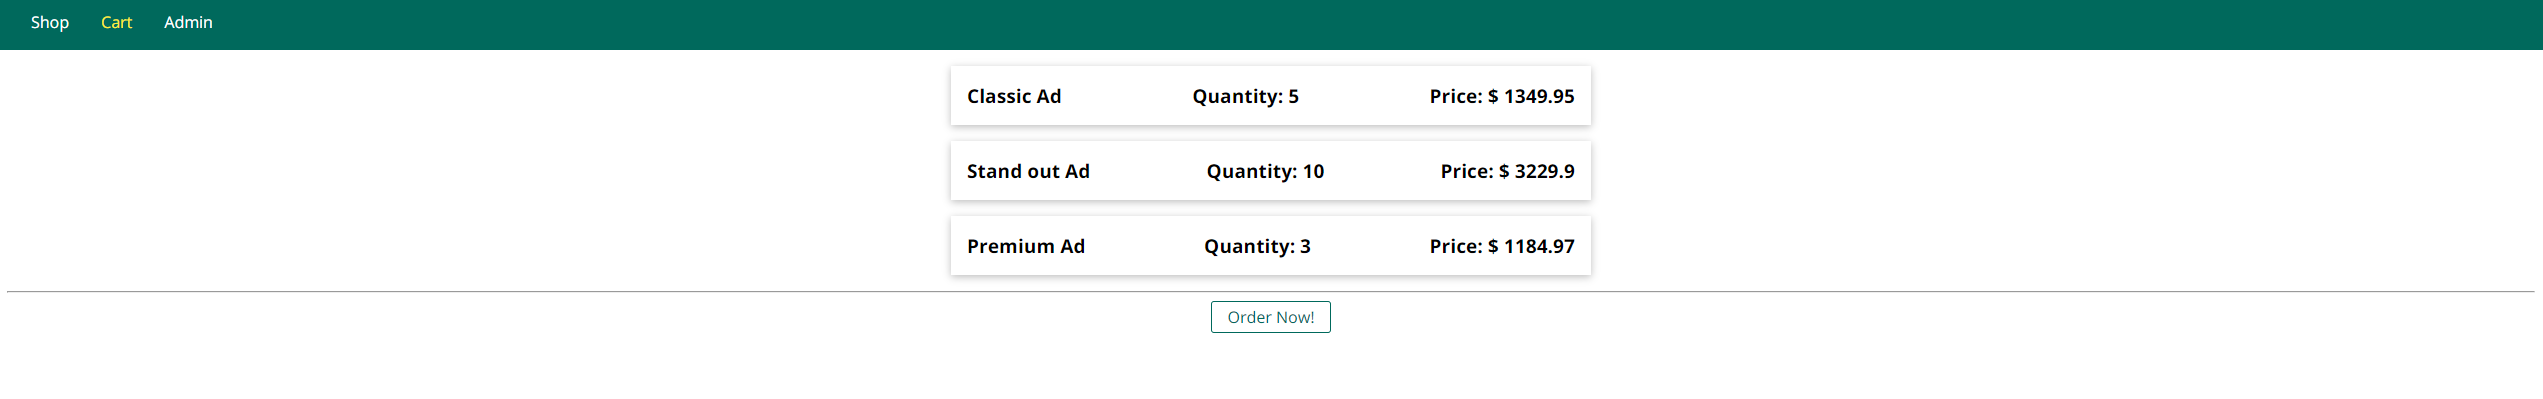 Shop Cart Admin
Classic Ad Quantity: 5 Price: $ 1349.95
Stand out Ad Quantity: 10 Price: $ 3229.9
Premium Ad Quantity: 3 Price: $ 1184.97
Order Now!